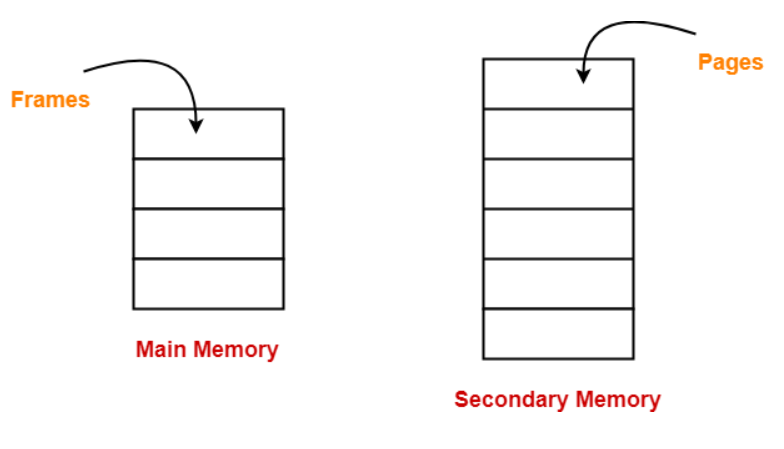 Frames
Pages
Main Memory
Secondary Memory